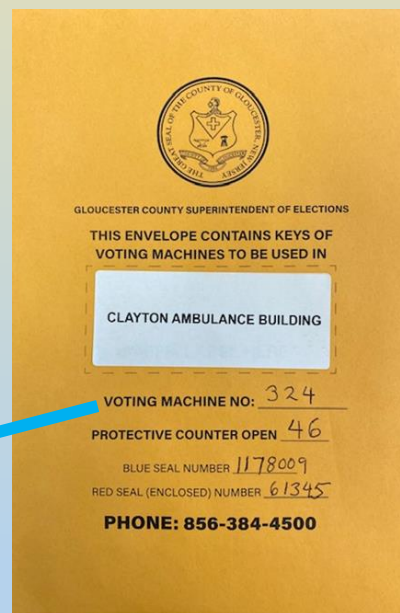 THE GREAT SEAL OF THE COUNTY OF GLOUCESTER, NEW JERSEY
GLOUCESTER COUNTY SUPERINTENDENT OF ELECTIONS
THIS ENVELOPE CONTAINS KEYS OF
VOTING MACHINES TO BE USED IN
CLAYTON AMBULANCE BUILDING
VOTING MACHINE NO: 324
PROTECTIVE COUNTER OPEN 46
BLUE SEAL NUMBER 1178009
RED SEAL (ENCLOSED) NUMBER 61345
PHONE: 856-384-4500